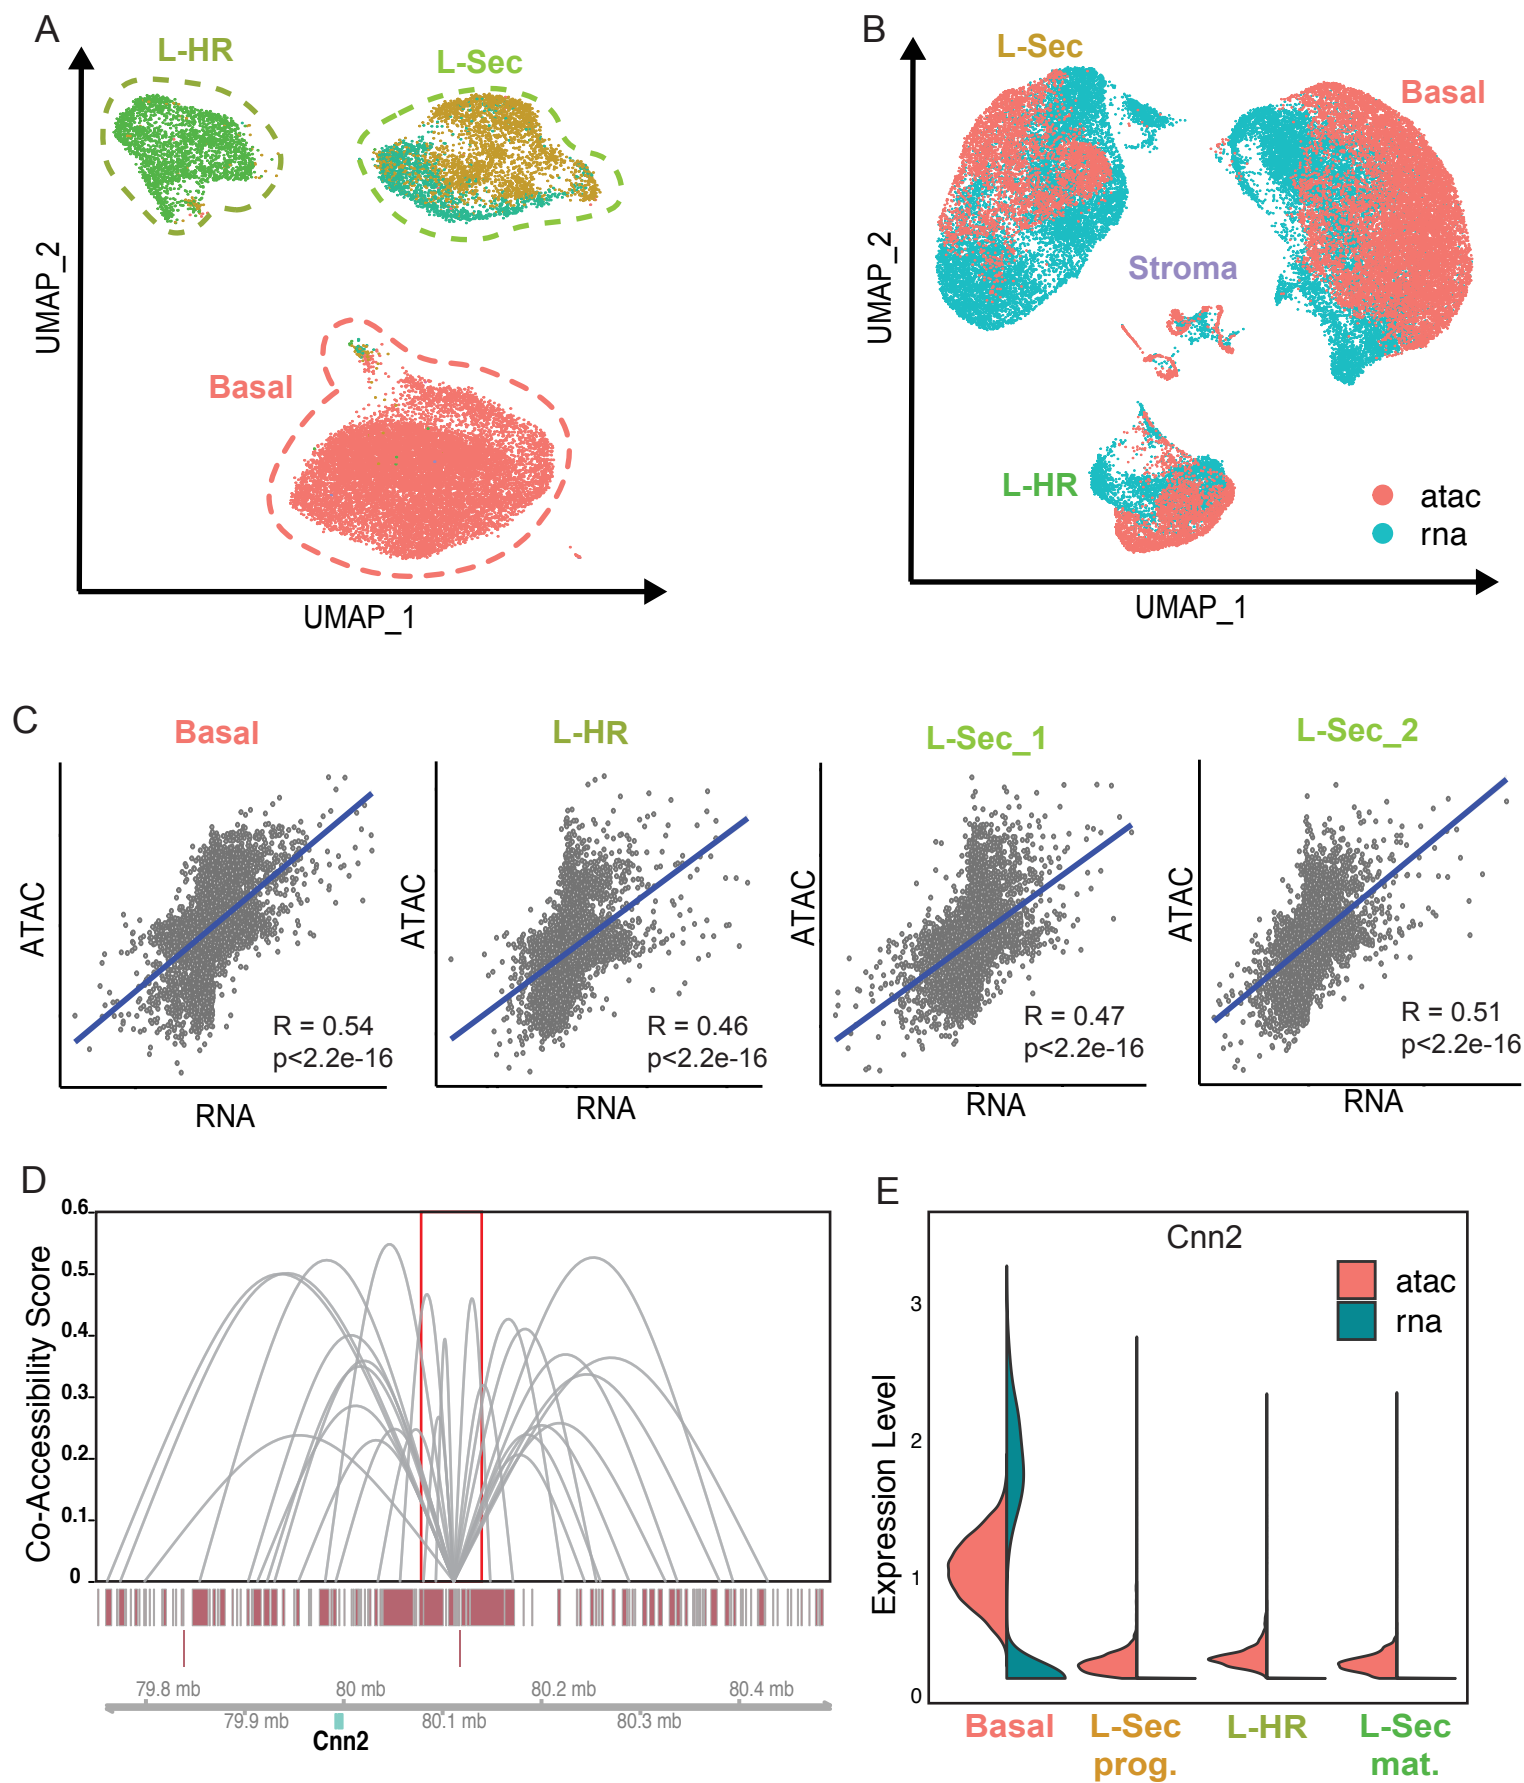 A
L-HR
L-Sec
Basal
UMAP_2
UMAP_1
B
L-Sec
Basal
Stroma
L-HR
atac
rna
UMAP_2
UMAP_1
C
Basal
ATAC
R = 0.54
p<2.2e-16
RNA
L-HR
ATAC
R = 0.46
p<2.2e-16
RNA
L-Sec_1
ATAC
R = 0.47
p<2.2e-16
RNA
L-Sec_2
ATAC
R = 0.51
p<2.2e-16
RNA
D
Co-Accessibility Score
0.6
0.5
0.4
0.3
0.2
0.1
0
79.8 mb
80 mb
80.2 mb
80.4 mb
79.9 mb
80.1 mb
80.3 mb
Cnn2
E
Cnn2
atac
rna
Expression Level
3
2
1
0
Basal
L-Sec
prog.
L-HR
L-Sec
mat.